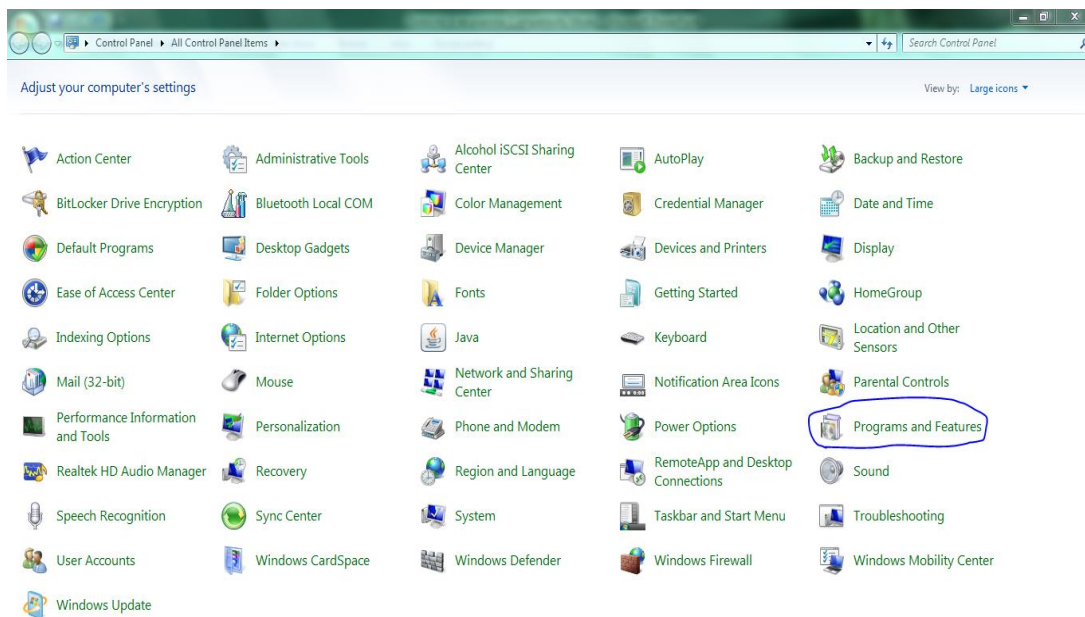 Control Panel ▸ All Control Panel Items ▸
Search Control Panel
Adjust your computer's settings
View by: Large icons
Action Center
Administrative Tools
Alcohol iSCSI Sharing
Center
AutoPlay
Backup and Restore
BitLocker Drive Encryption
Bluetooth Local COM
Color Management
Credential Manager
Date and Time
Default Programs
Desktop Gadgets
Device Manager
Devices and Printers
Display
Ease of Access Center
Folder Options
Fonts
Getting Started
HomeGroup
Indexing Options
Internet Options
Java
Keyboard
Location and Other
Sensors
Mail (32-bit)
Mouse
Network and Sharing
Center
Notification Area Icons
Parental Controls
Performance Information
and Tools
Personalization
Phone and Modem
Power Options
Programs and Features
Realtek HD Audio Manager
Recovery
Region and Language
RemoteApp and Desktop
Connections
Sound
Speech Recognition
Sync Center
System
Taskbar and Start Menu
Troubleshooting
User Accounts
Windows CardSpace
Windows Defender
Windows Firewall
Windows Mobility Center
Windows Update